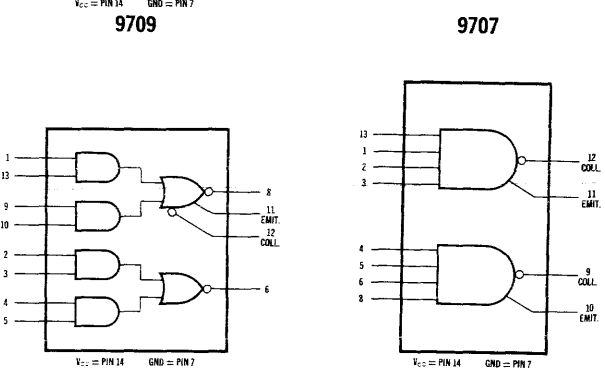 VCC = PIN 14 GND = PIN 7
9709
9707
1
13
9
10
2
3
4
5
8
11
EMIT.
12
COLL.
6
VCC = PIN 14 GND = PIN 7
13
1
2
3
4
5
6
8
12
COLL.
11
EMIT.
9
COLL.
10
EMIT.
VCC = PIN 14 GND = PIN 7